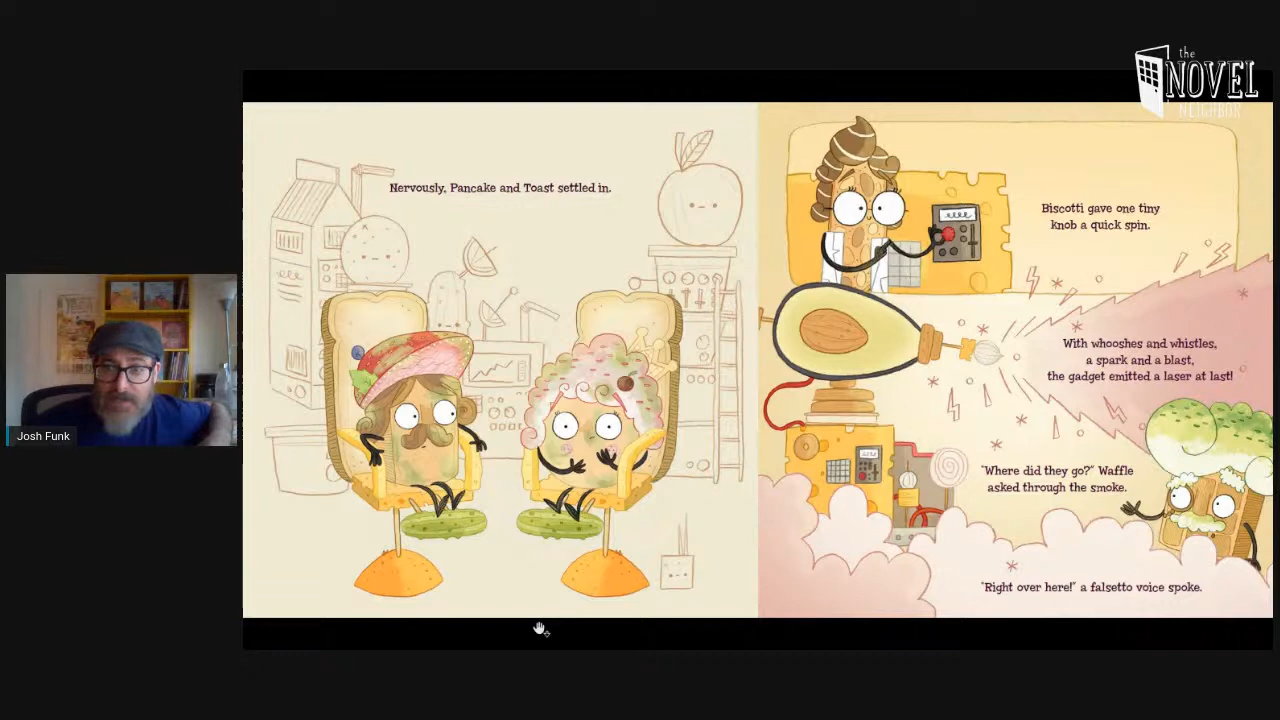 the
NOVEL
NEIGHBOR
Nervously, Pancake and Toast settled in.
Biscotti gave one tiny
knob a quick spin.
With whooshes and whistles,
a spark and a blast,
the gadget emitted a laser at last!
"Where did they go?" Waffle
asked through the smoke.
"Right over here!" a falsetto voice spoke.
Josh Funk